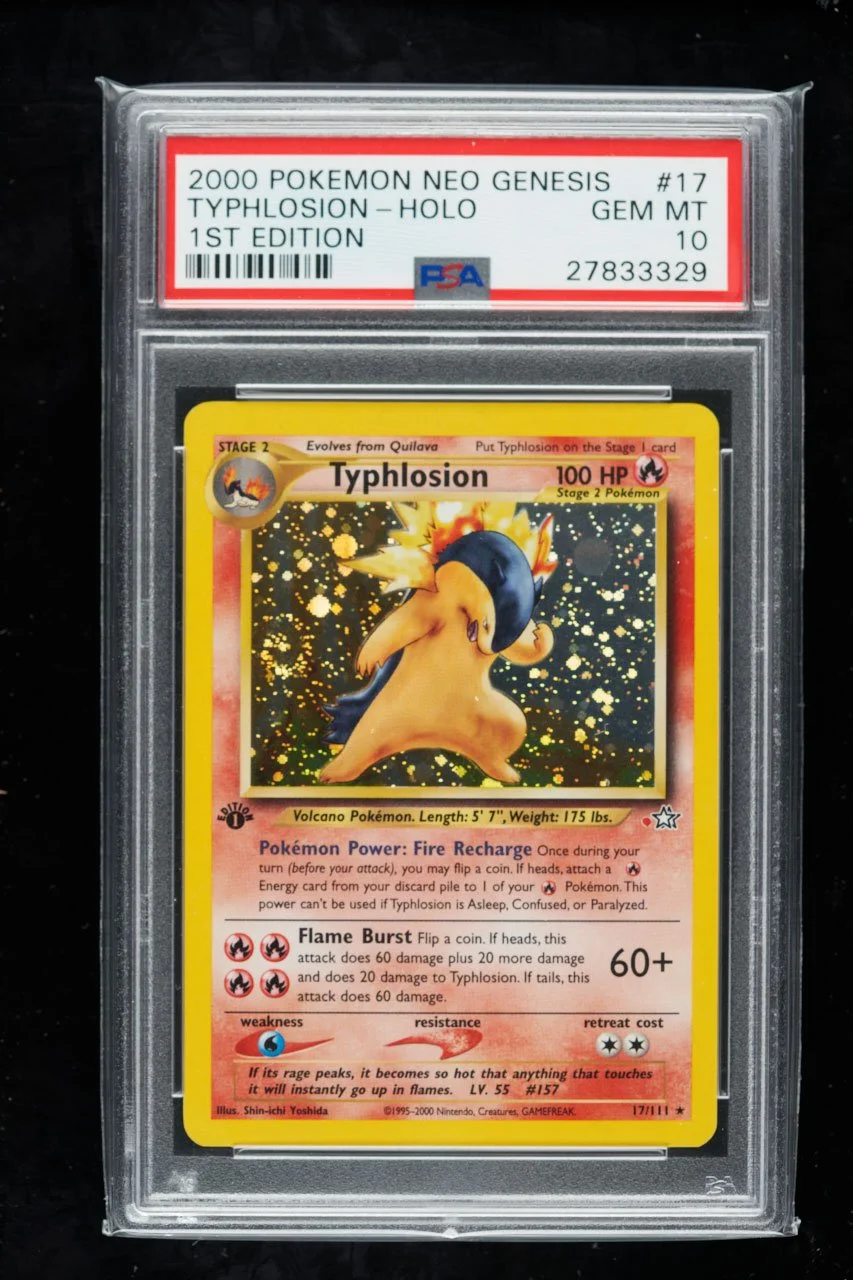 2000 POKEMON NEO GENESIS #17
TYPHLOSION - HOLO GEM MT
1ST EDITION 10
PSA 27833329
STAGE 2 Evolves from Quilava Put Typhlosion on the Stage 1 card
Typhlosion 100 HP
Stage 2 Pokémon
EDITION
1
Volcano Pokémon. Length: 5' 7", Weight: 175 lbs.
Pokémon Power: Fire Recharge Once during your
turn (before your attack), you may flip a coin. If heads, attach a
Energy card from your discard pile to 1 of your Pokémon. This
power can't be used if Typhlosion is Asleep, Confused, or Paralyzed.
Flame Burst Flip a coin. If heads, this
attack does 60 damage plus 20 more damage
and does 20 damage to Typhlosion. If tails, this
attack does 60 damage.
60+
weakness resistance retreat cost
If its rage peaks, it becomes so hot that anything that touches
it will instantly go up in flames. LV. 55 #157
Illus. Shin-ichi Yoshida ©1995-2000 Nintendo, Creatures, GAMEFREAK. 17/111 ★
PSA